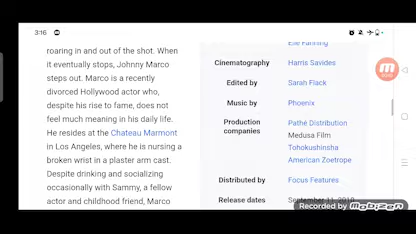 3:16
roaring in and out of the shot. When
it eventually stops, Johnny Marco
steps out. Marco is a recently
divorced Hollywood actor who,
despite his rise to fame, does not
feel much meaning in his daily life.
He resides at the Chateau Marmont
in Los Angeles, where he is nursing a
broken wrist in a plaster arm cast.
Despite drinking and socializing
occasionally with Sammy, a fellow
actor and childhood friend, Marco
Elle Fanning
Cinematography Harris Savides
Edited by Sarah Flack
Music by Phoenix
Production companies Pathé Distribution
Medusa Film
Tohokushinsha
American Zoetrope
Distributed by Focus Features
Release dates September 11, 2010
Recorded by mobizen